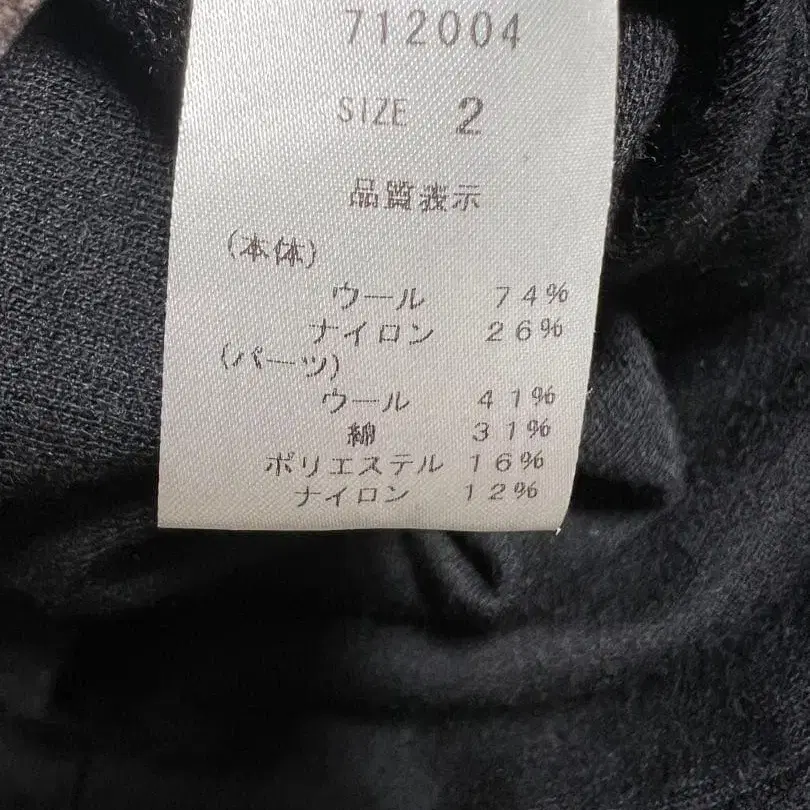 712004
SIZE 2
品質表示
(本体)
ウール 74%
ナイロン 26%
(パーツ)
ウール 41%
綿 31%
ポリエステル 16%
ナイロン 12%